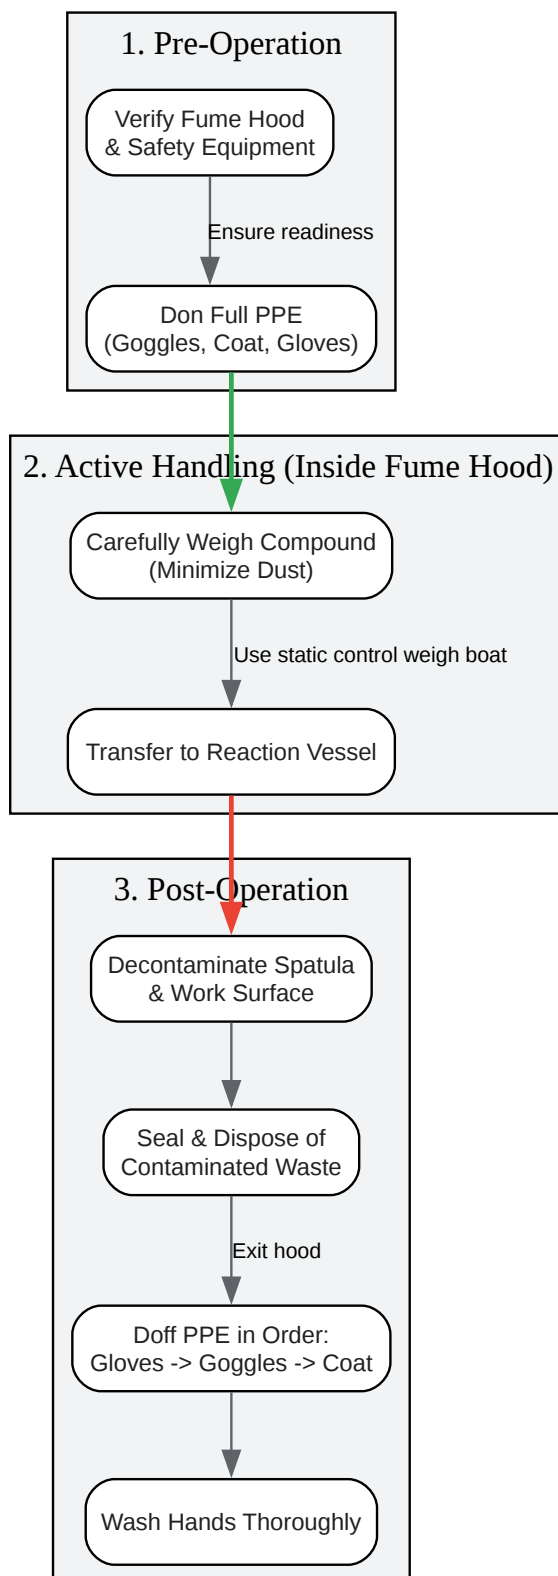 1. Pre-Operation
Verify Fume Hood
& Safety Equipment
Ensure readiness
Don Full PPE
(Goggles, Coat, Gloves)
2. Active Handling (Inside Fume Hood)
Carefully Weigh Compound
(Minimize Dust)
Use static control weigh boat
Transfer to Reaction Vessel
3. Post-Operation
Decontaminate Spatula
& Work Surface
Seal & Dispose of
Contaminated Waste
Exit hood
Doff PPE in Order:
Gloves -> Goggles -> Coat
Wash Hands Thoroughly